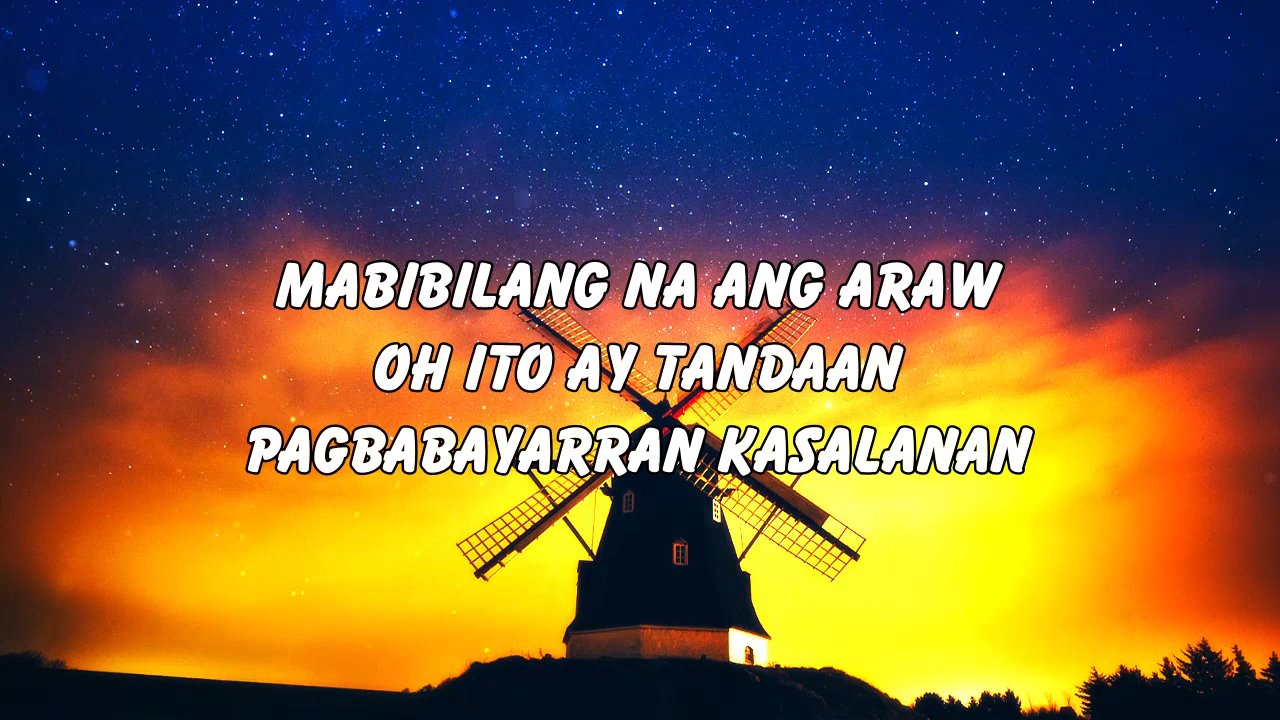 MABIBILANG NA ANG ARAW
OH ITO AY TANDAAN
PAGBABAYARRAN KASALANAN